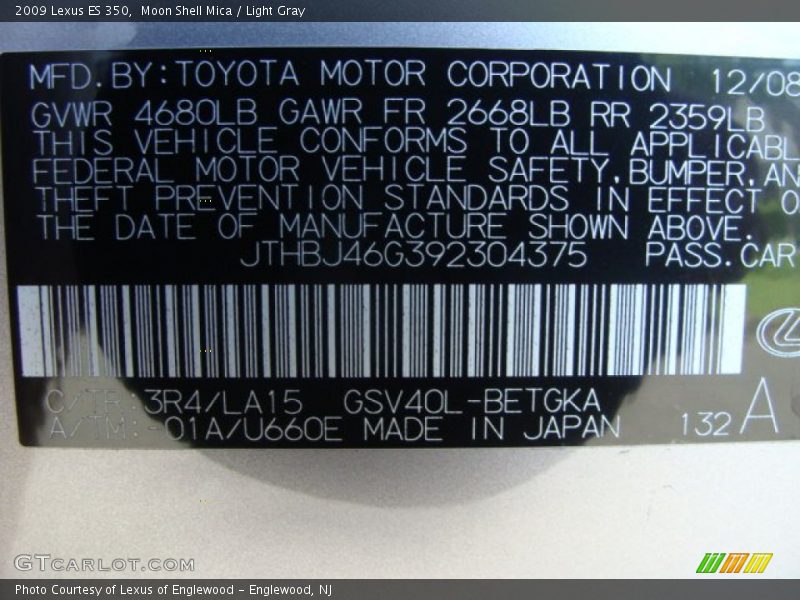 2009 Lexus ES 350,  Moon Shell Mica / Light Gray
MFD. BY: TOYOTA MOTOR CORPORATION 12/08
GVWR 4680LB GAWR FR 2668LB RR 2359LB
THIS VEHICLE CONFORMS TO ALL APPLICABL
FEDERAL MOTOR VEHICLE SAFETY, BUMPER, AN
THEFT PREVENTION STANDARDS IN EFFECT O
THE DATE OF MANUFACTURE SHOWN ABOVE.
JTHBJ46G392304375 PASS. CAR
C/TR: 3R4/LA15 GSV40L-BETGKA
A/TM: -01A/U660E MADE IN JAPAN 132 A
GTCARLOT.COM
Photo Courtesy of Lexus of Englewood - Englewood, NJ